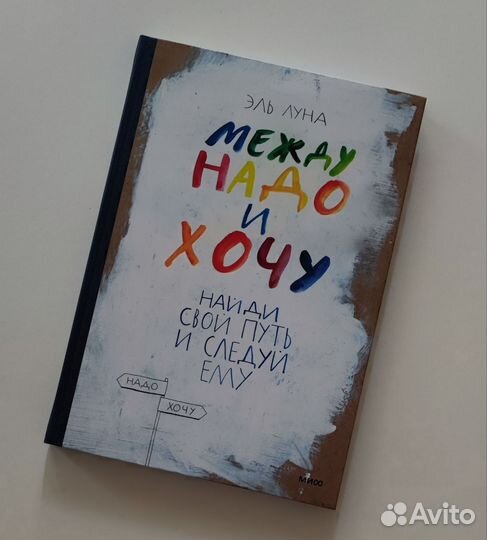 ЭЛЬ ЛУНА
МЕЖДУ
НАДО
И
ХОЧУ
НАЙДИ
СВОЙ ПУТЬ
И СЛЕДУЙ
ЕМУ
НАДО
ХОЧУ
МИФ
Avito